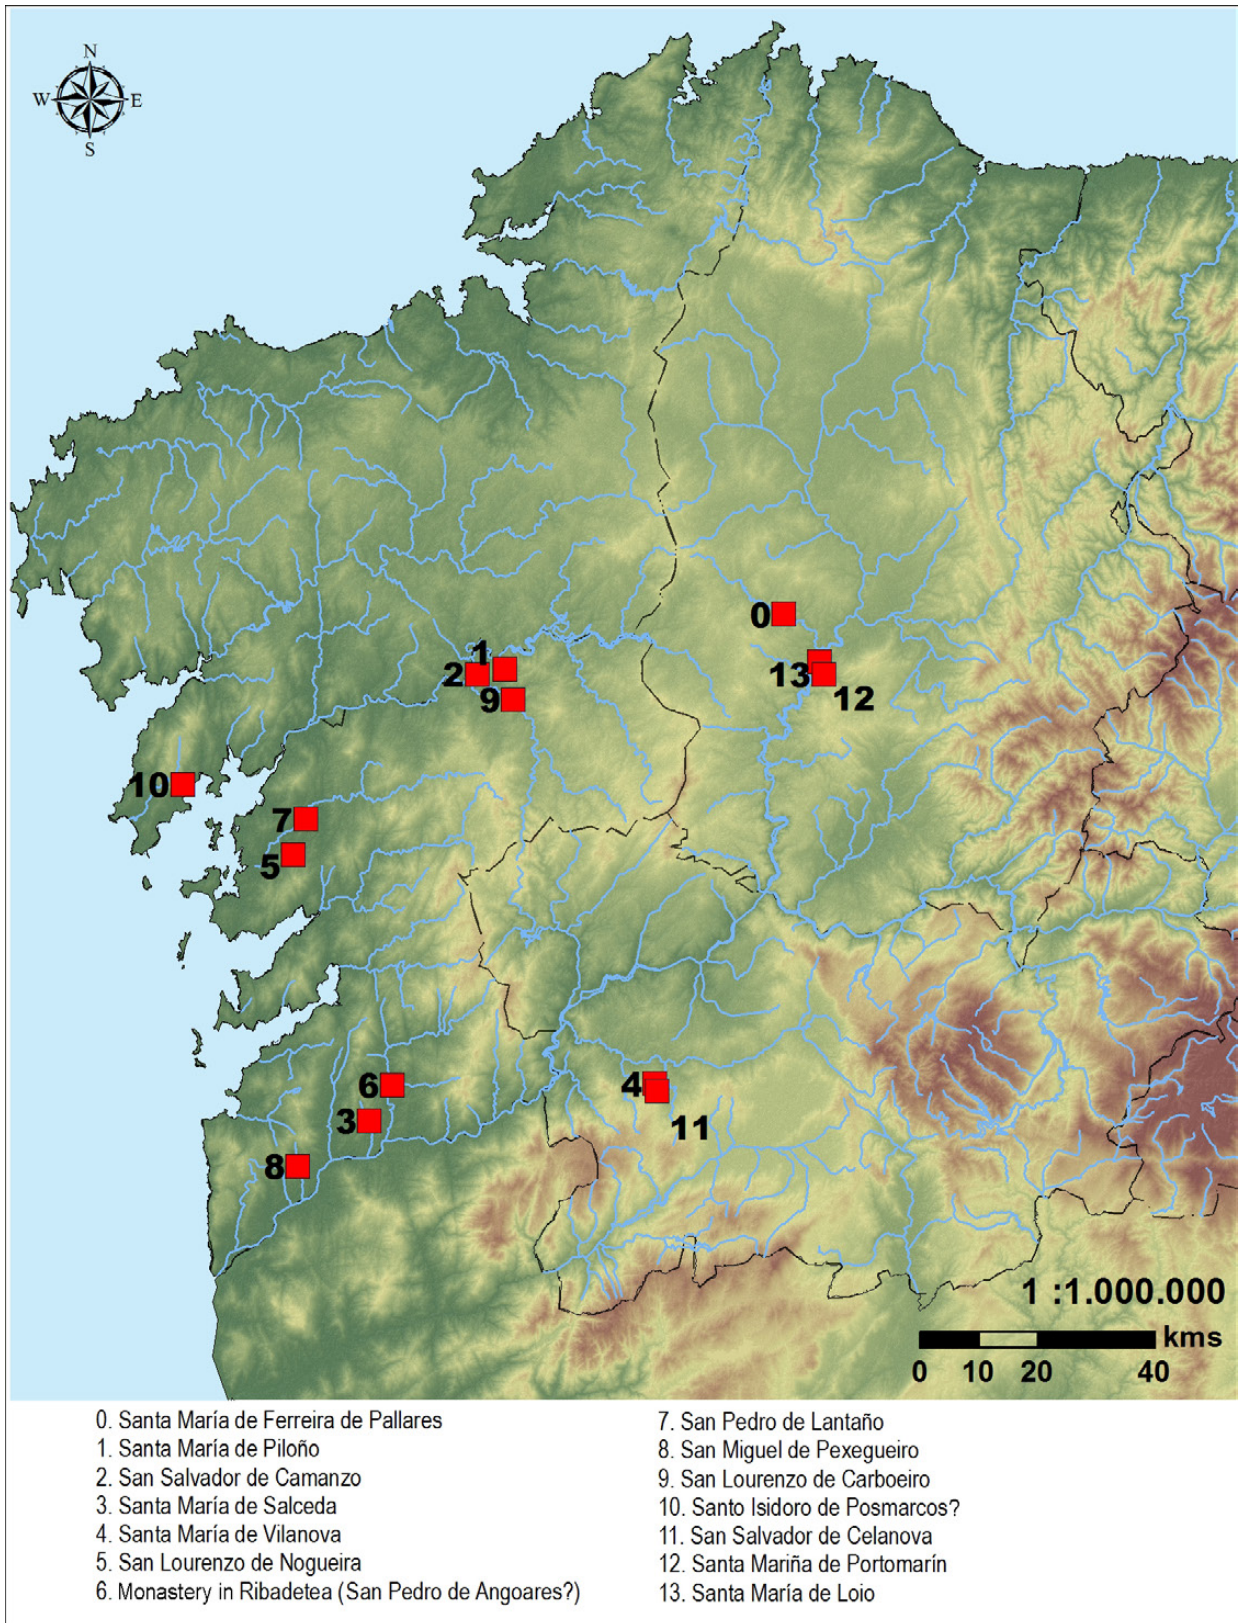 N
W E
S
0
1
2
13
12
9
10
7
5
4
6
11
3
8
1 :1.000.000
kms
0 10 20 40
0. Santa María de Ferreira de Pallares
1. Santa María de Piloño
2. San Salvador de Camanzo
3. Santa María de Salceda
4. Santa María de Vilanova
5. San Lourenzo de Nogueira
6. Monastery in Ribadetea (San Pedro de Angoares?)
7. San Pedro de Lantaño
8. San Miguel de Pexegueiro
9. San Lourenzo de Carboeiro
10. Santo Isidoro de Posmarcos?
11. San Salvador de Celanova
12. Santa Mariña de Portomarín
13. Santa María de Loio